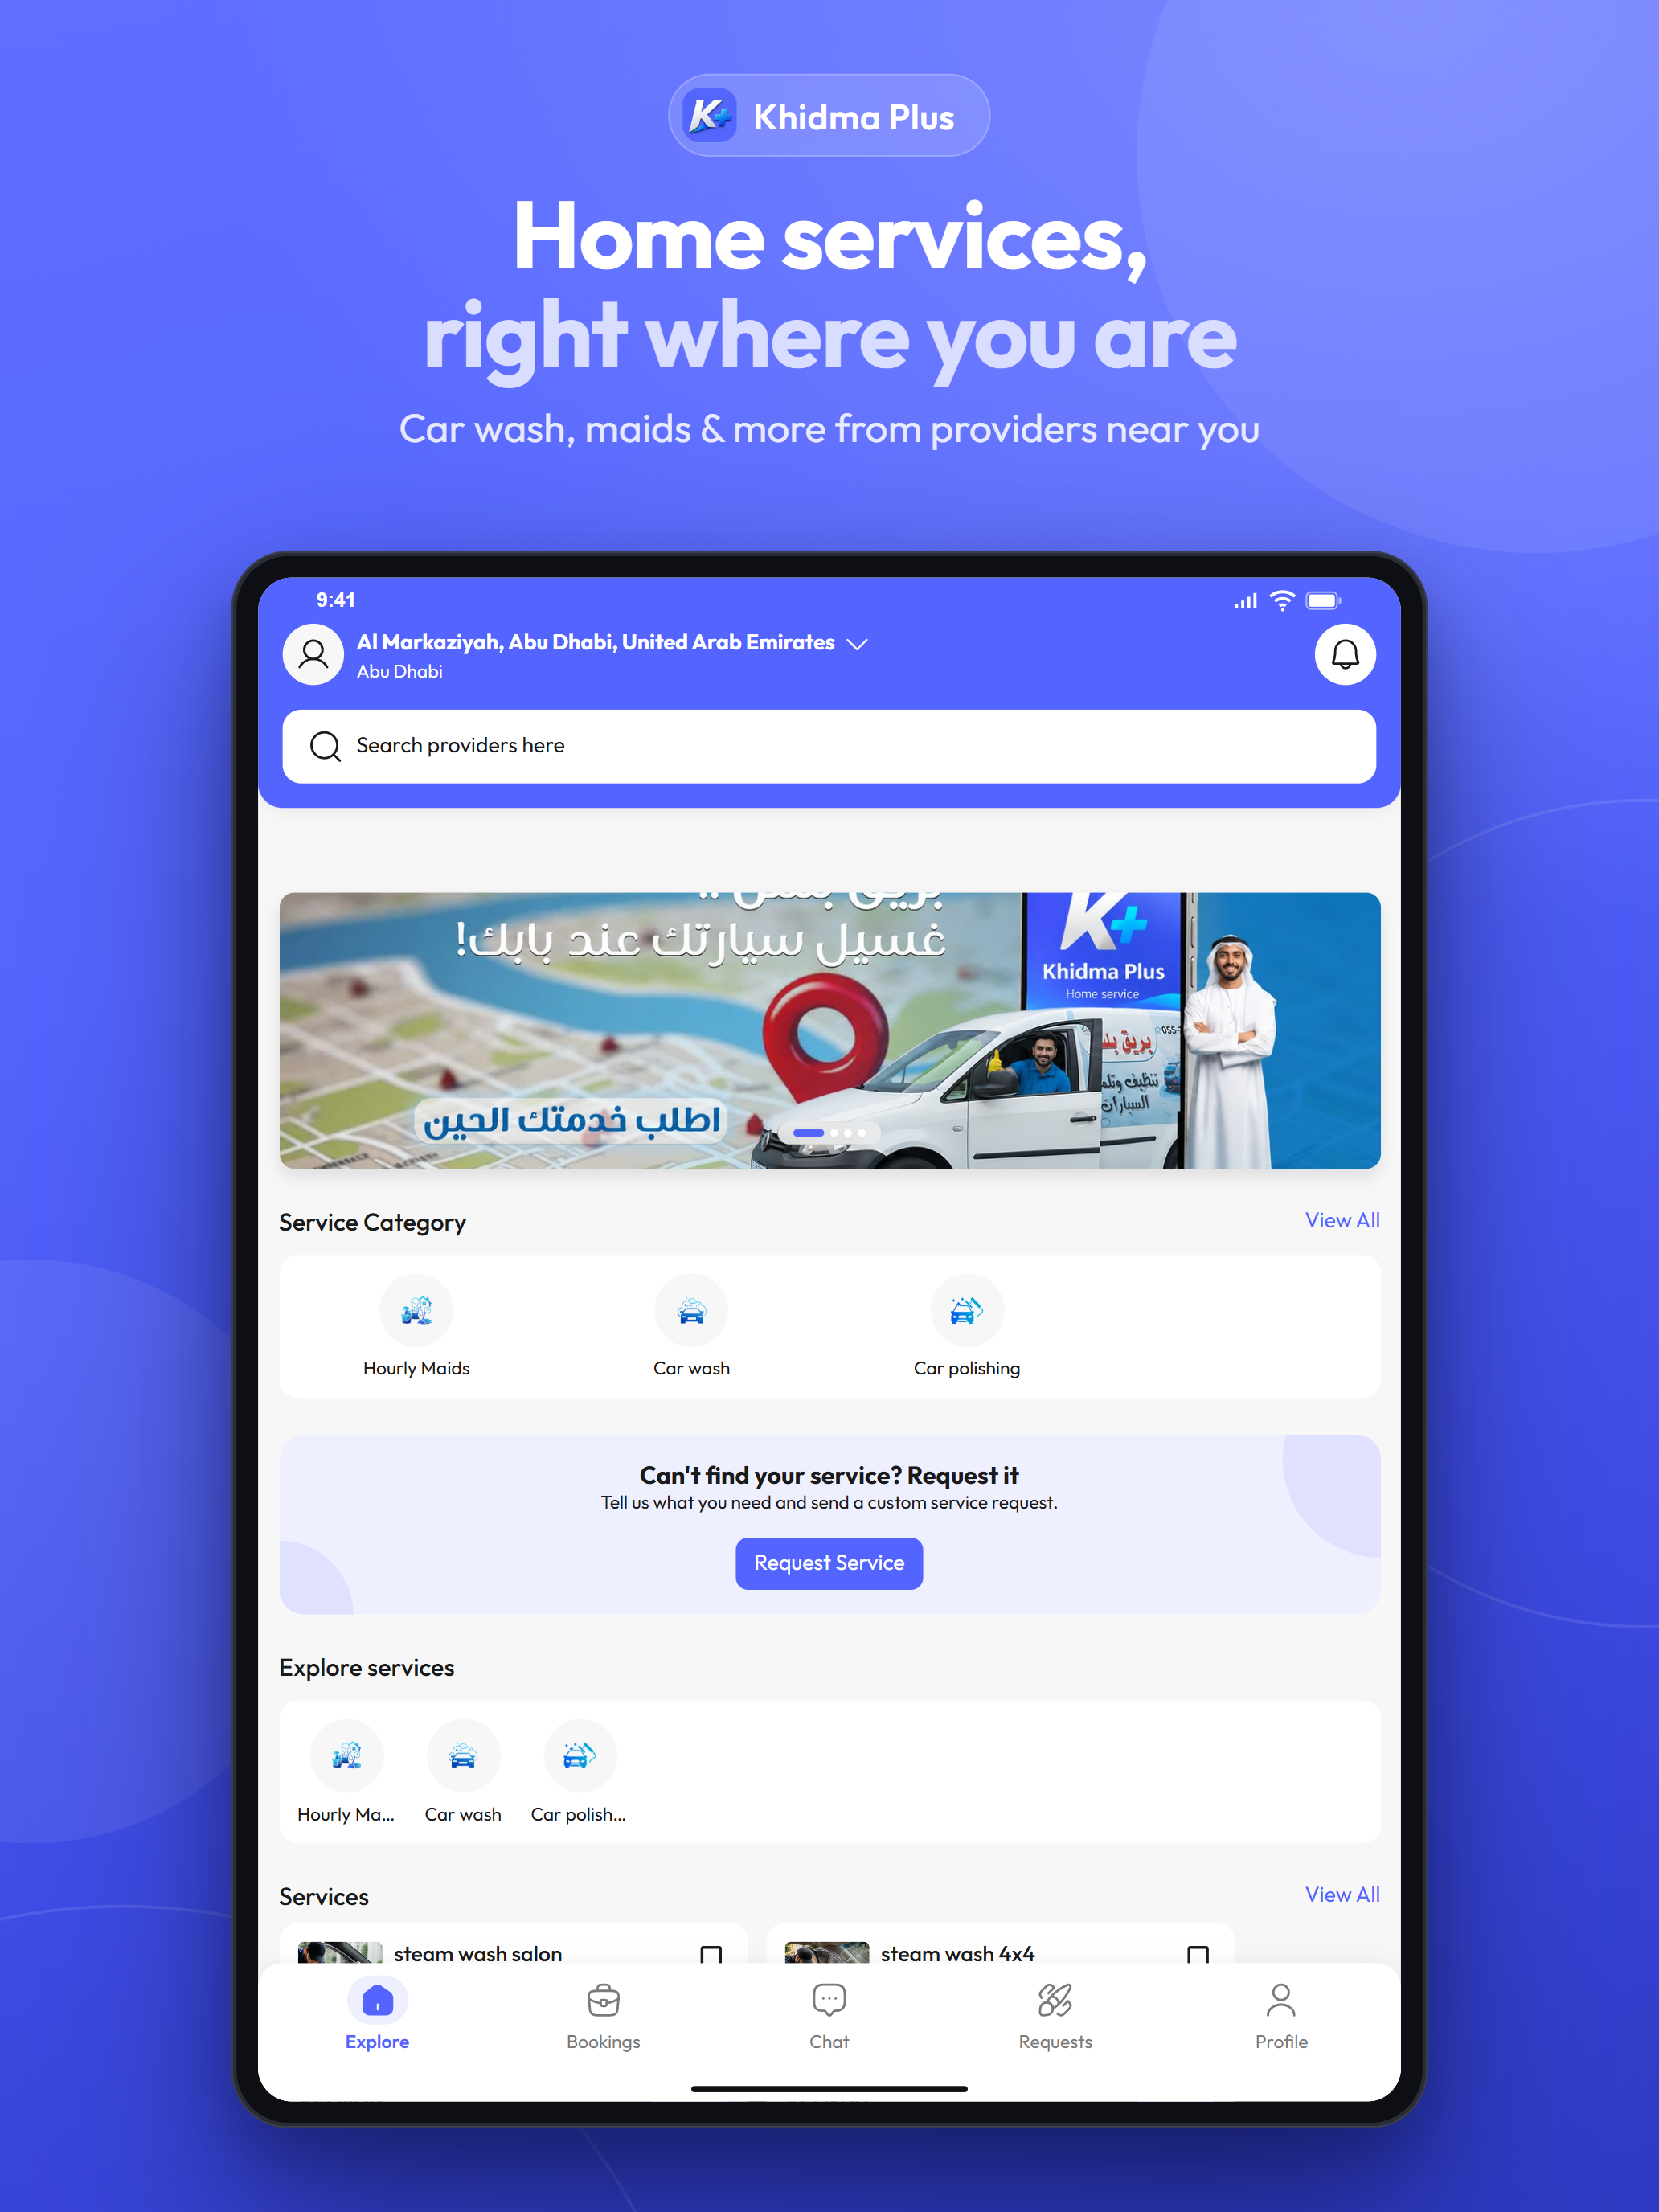 Khidma Plus
Home services,
right where you are
Car wash, maids & more from providers near you
9:41
Al Markaziyah, Abu Dhabi, United Arab Emirates
Abu Dhabi
Search providers here
غسيل سيارتك عند بابك!
K+
Khidma Plus
Home service
055-
بريق بلس
تنظيف
السيارات
اطلب خدمتك الحين
Service Category
View All
Hourly Maids
Car wash
Car polishing
Can't find your service? Request it
Tell us what you need and send a custom service request.
Request Service
Explore services
Hourly Ma...
Car wash
Car polish...
Services
View All
steam wash salon
steam wash 4x4
Explore
Bookings
Chat
Requests
Profile